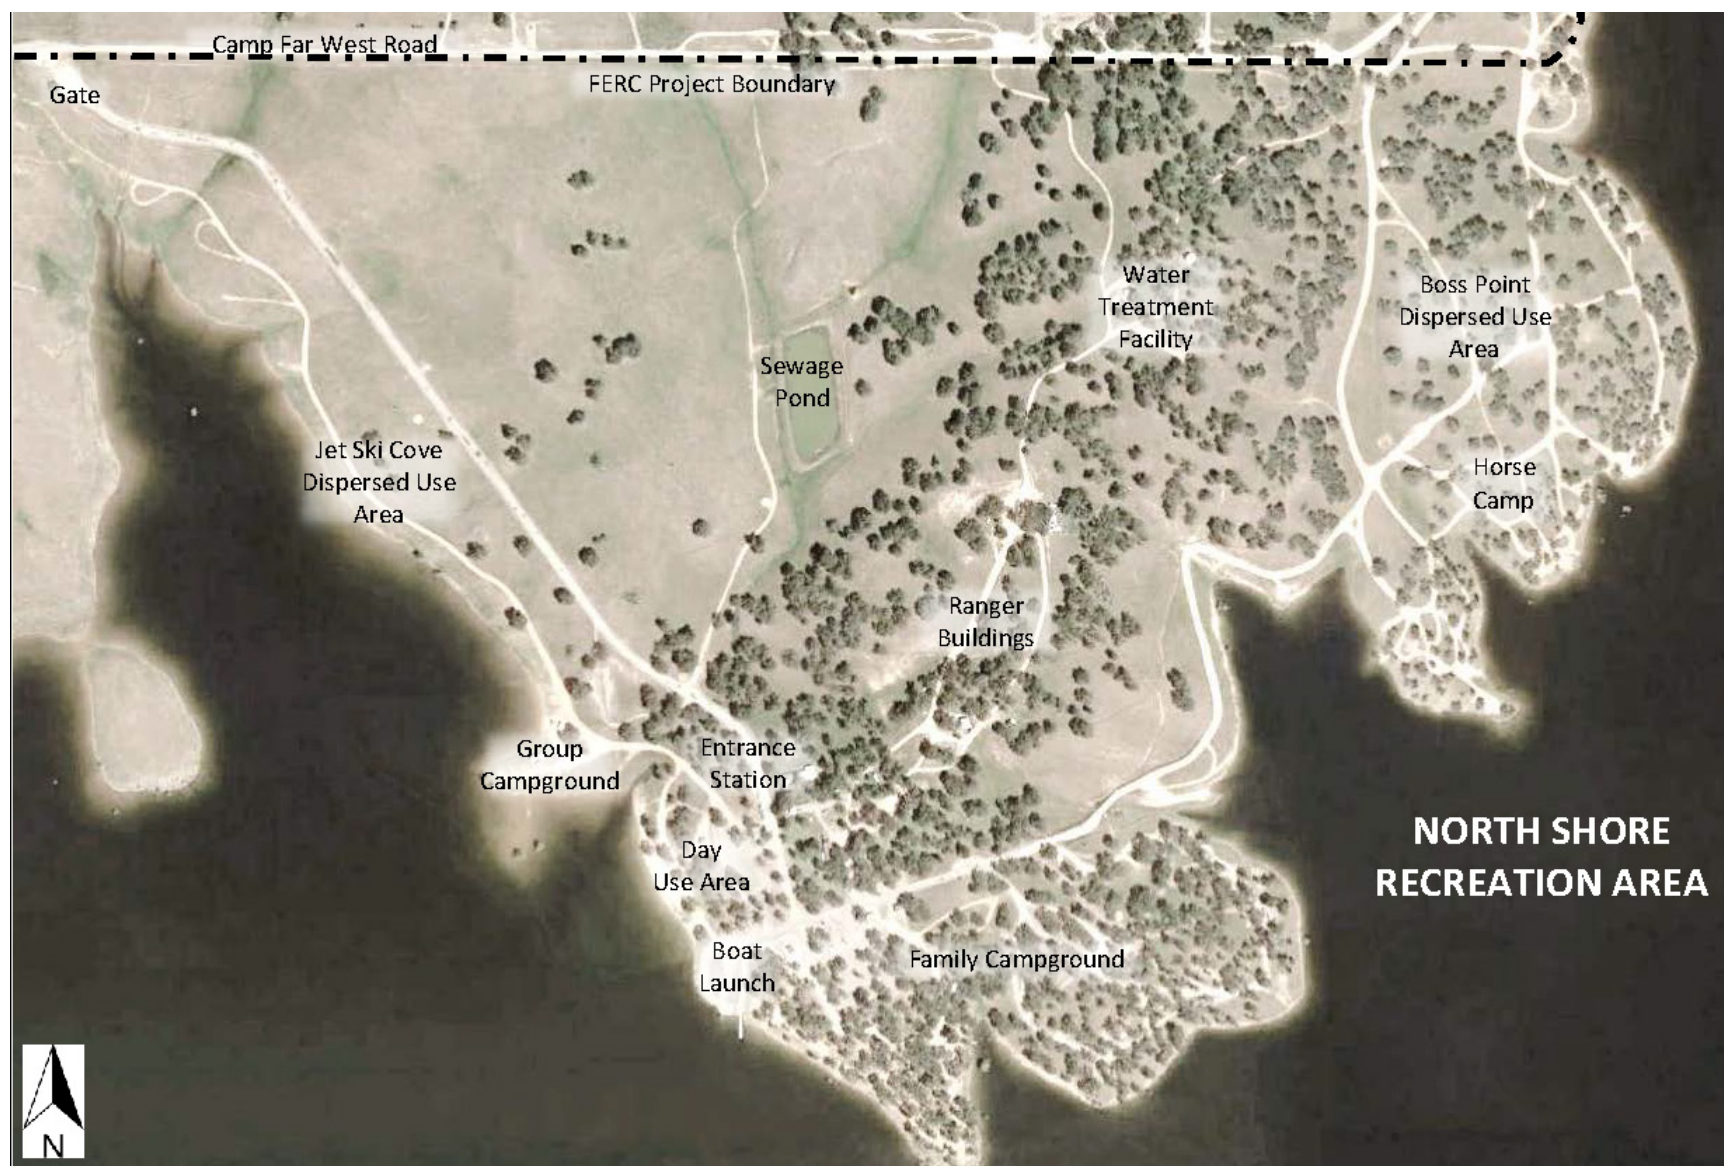 Camp Far West Road
FERC Project Boundary
Gate
Water
Treatment
Facility
Boss Point
Dispersed Use
Area
Sewage
Pond
Jet Ski Cove
Dispersed Use
Area
Horse
Camp
Ranger
Buildings
Group
Campground
Entrance
Station
Day
Use Area
NORTH SHORE
RECREATION AREA
Boat
Launch
Family Campground
N